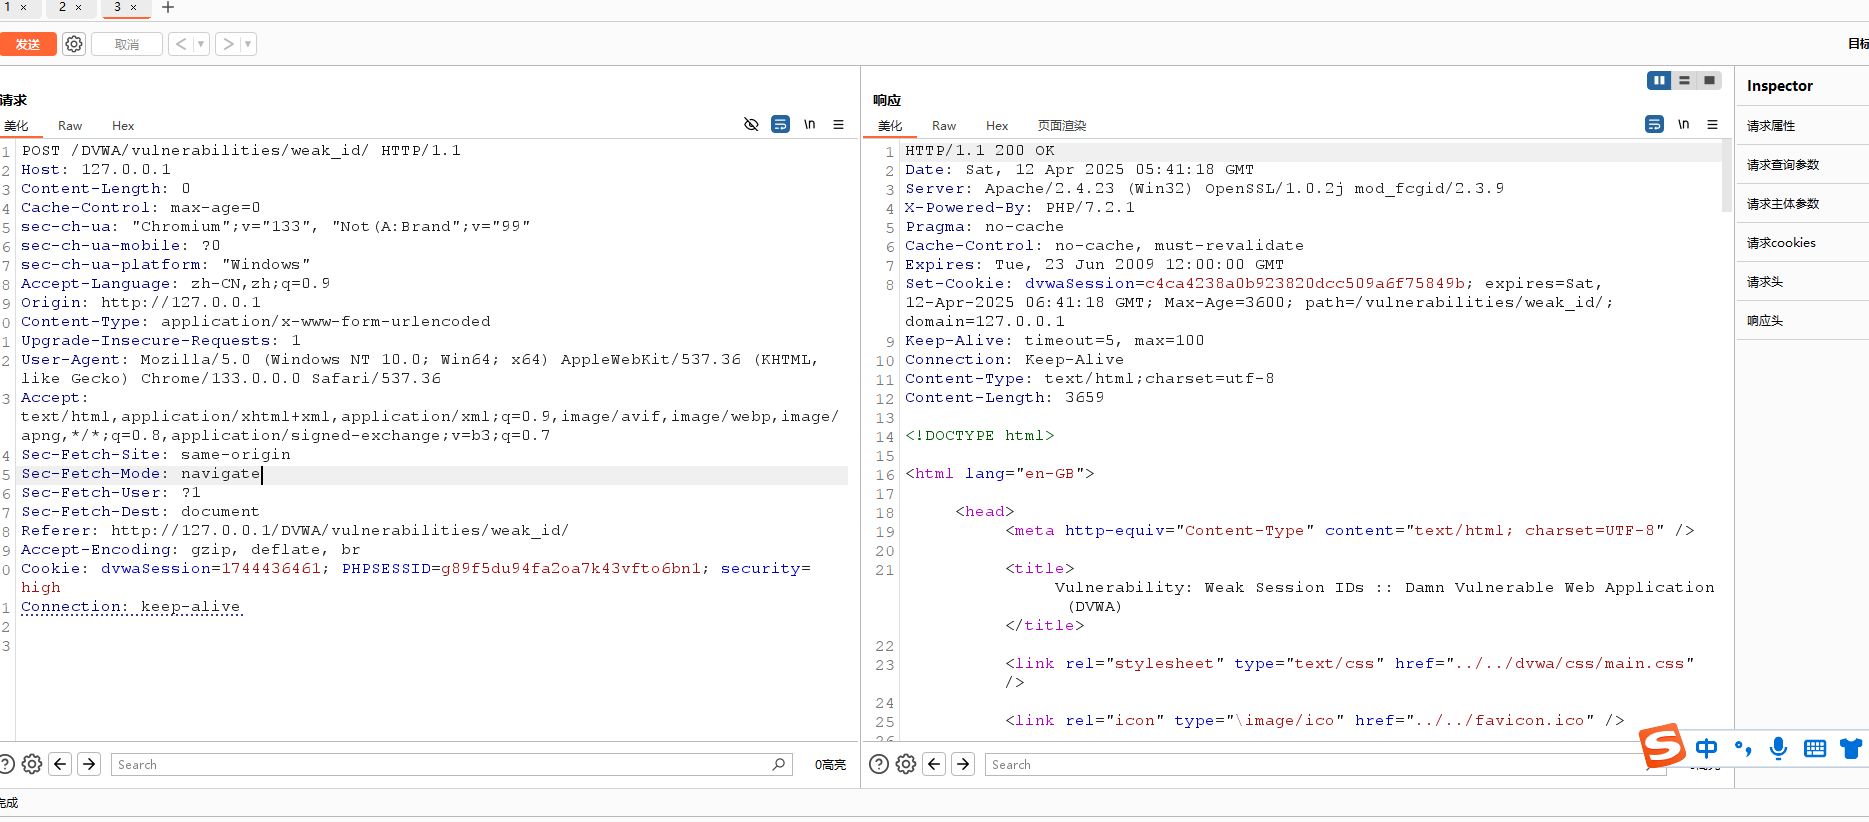 1 × 2 × 3 × +
发送 取消 < >
目标
请求
美化 Raw Hex \n
1 POST /DVWA/vulnerabilities/weak_id/ HTTP/1.1
2 Host: 127.0.0.1
3 Content-Length: 0
4 Cache-Control: max-age=0
5 sec-ch-ua: "Chromium";v="133", "Not(A:Brand";v="99"
6 sec-ch-ua-mobile: ?0
7 sec-ch-ua-platform: "Windows"
8 Accept-Language: zh-CN,zh;q=0.9
9 Origin: http://127.0.0.1
0 Content-Type: application/x-www-form-urlencoded
1 Upgrade-Insecure-Requests: 1
2 User-Agent: Mozilla/5.0 (Windows NT 10.0; Win64; x64) AppleWebKit/537.36 (KHTML,
like Gecko) Chrome/133.0.0.0 Safari/537.36
3 Accept:
text/html,application/xhtml+xml,application/xml;q=0.9,image/avif,image/webp,image/
apng,*/*;q=0.8,application/signed-exchange;v=b3;q=0.7
4 Sec-Fetch-Site: same-origin
5 Sec-Fetch-Mode: navigate
6 Sec-Fetch-User: ?1
7 Sec-Fetch-Dest: document
8 Referer: http://127.0.0.1/DVWA/vulnerabilities/weak_id/
9 Accept-Encoding: gzip, deflate, br
0 Cookie: dvwaSession=1744436461; PHPSESSID=g89f5du94fa2oa7k43vfto6bn1; security=
high
1 Connection: keep-alive
2
3
Search 0高亮
完成
响应
美化 Raw Hex 页面渲染 \n
1 HTTP/1.1 200 OK
2 Date: Sat, 12 Apr 2025 05:41:18 GMT
3 Server: Apache/2.4.23 (Win32) OpenSSL/1.0.2j mod_fcgid/2.3.9
4 X-Powered-By: PHP/7.2.1
5 Pragma: no-cache
6 Cache-Control: no-cache, must-revalidate
7 Expires: Tue, 23 Jun 2009 12:00:00 GMT
8 Set-Cookie: dvwaSession=c4ca4238a0b923820dcc509a6f75849b; expires=Sat,
12-Apr-2025 06:41:18 GMT; Max-Age=3600; path=/vulnerabilities/weak_id/;
domain=127.0.0.1
9 Keep-Alive: timeout=5, max=100
10 Connection: Keep-Alive
11 Content-Type: text/html;charset=utf-8
12 Content-Length: 3659
13
14 <!DOCTYPE html>
15
16 <html lang="en-GB">
17
18 <head>
19 <meta http-equiv="Content-Type" content="text/html; charset=UTF-8" />
20
21 <title>
Vulnerability: Weak Session IDs :: Damn Vulnerable Web Application
(DVWA)
</title>
22
23 <link rel="stylesheet" type="text/css" href="../../dvwa/css/main.css"
/>
24
25 <link rel="icon" type="\image/ico" href="../../favicon.ico" />
Search
Inspector
请求属性
请求查询参数
请求主体参数
请求cookies
请求头
响应头
S 中